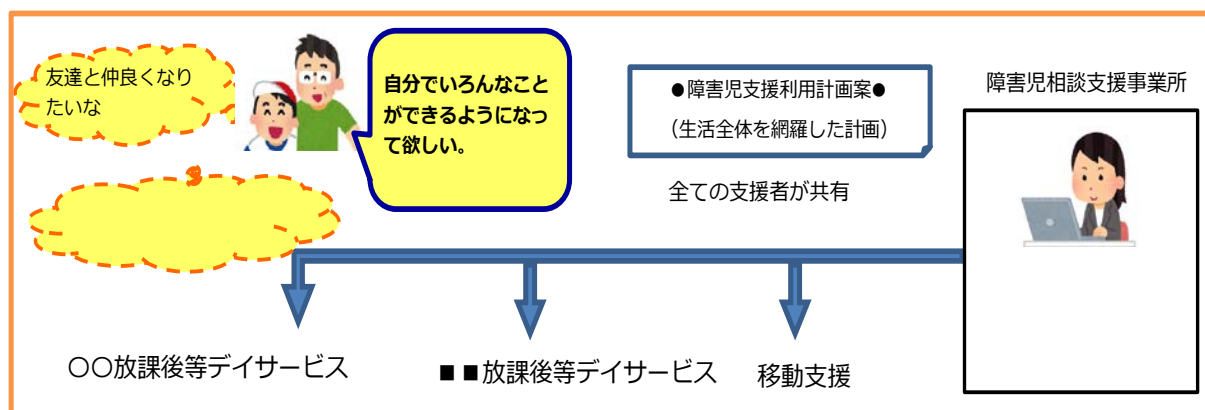 友達と仲良くなり
たいな
自分でいろんなこと
ができるようになっ
て欲しい。
●障害児支援利用計画案●
(生活全体を網羅した計画)
全ての支援者が共有
障害児相談支援事業所
〇〇放課後等デイサービス
■■放課後等デイサービス
移動支援